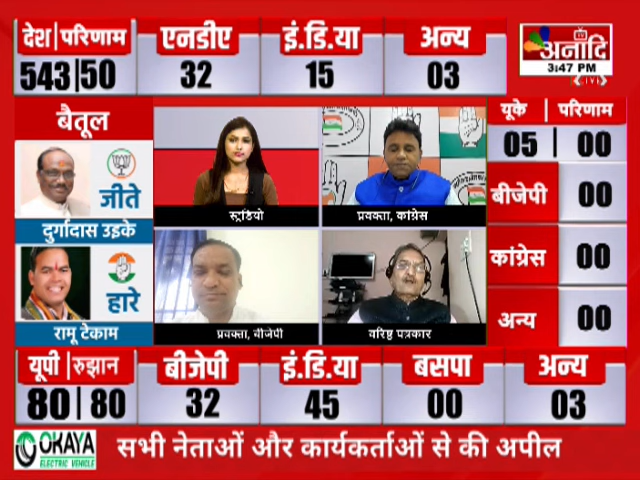 देश|परिणाम
543|50
एनडीए
32
इं.डि.या
15
अन्य
03
अनादि TV
3:47 PM
बैतूल
जीते
दुर्गादास उइके
हारे
रामू टेकाम
स्टूडियो
प्रवक्ता, कांग्रेस
प्रवक्ता, बीजेपी
वरिष्ठ पत्रकार
यूके | परिणाम
05 | 00
बीजेपी 00
कांग्रेस 00
अन्य 00
यूपी|रुझान
80|80
बीजेपी
32
इं.डि.या
45
बसपा
00
अन्य
03
OKAYA
ELECTRIC VEHICLE
सभी नेताओं और कार्यकर्ताओं से की अपील